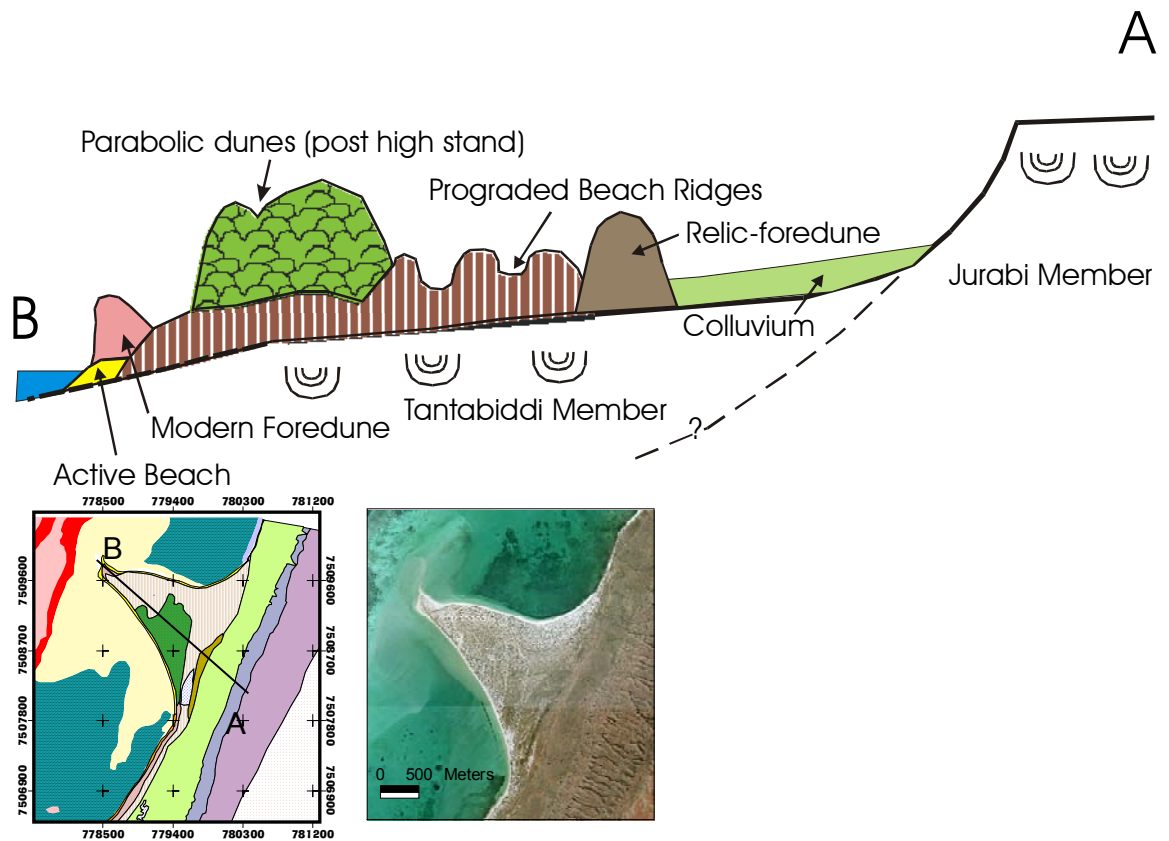 A
Parabolic dunes (post high stand)
Prograded Beach Ridges
Relic-foredune
B
Jurabi Member
Colluvium
Tantabiddi Member
?
Modern Foredune
Active Beach
778500 779400 780300 781200
B
7509600 7509600
7508700 7508700
A
7507800 7507800
0 500 Meters
7506900 7506900
778500 779400 780300 781200